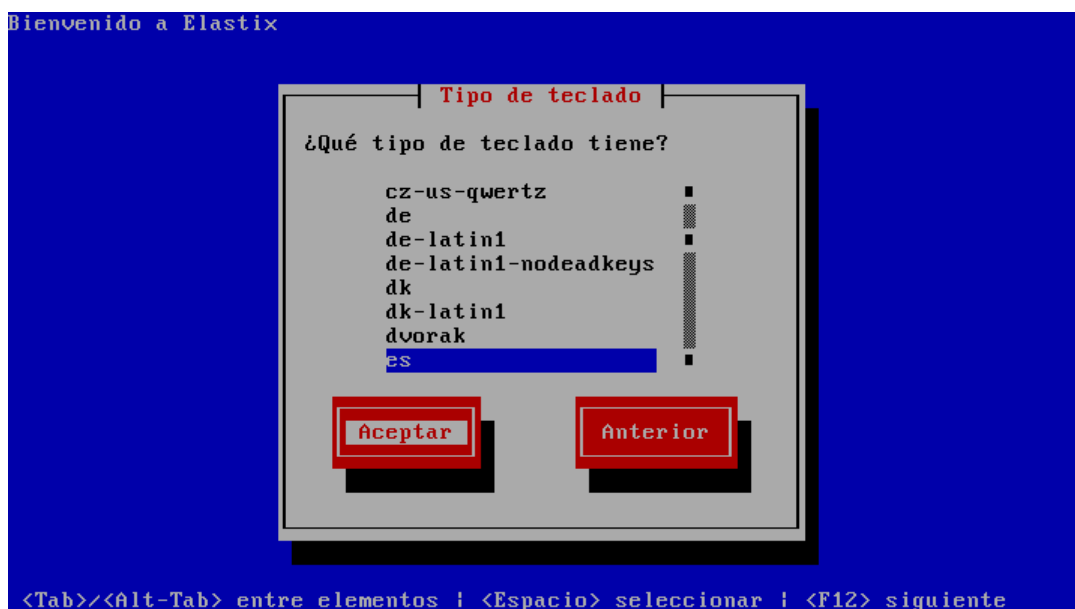 Bienvenido a Elastix
Tipo de teclado
¿Qué tipo de teclado tiene?
cz-us-qwertz
de
de-latin1
de-latin1-nodeadkeys
dk
dk-latin1
dvorak
es
Aceptar
Anterior
<Tab>/<Alt-Tab> entre elementos ¦ <Espacio> seleccionar ¦ <F12> siguiente